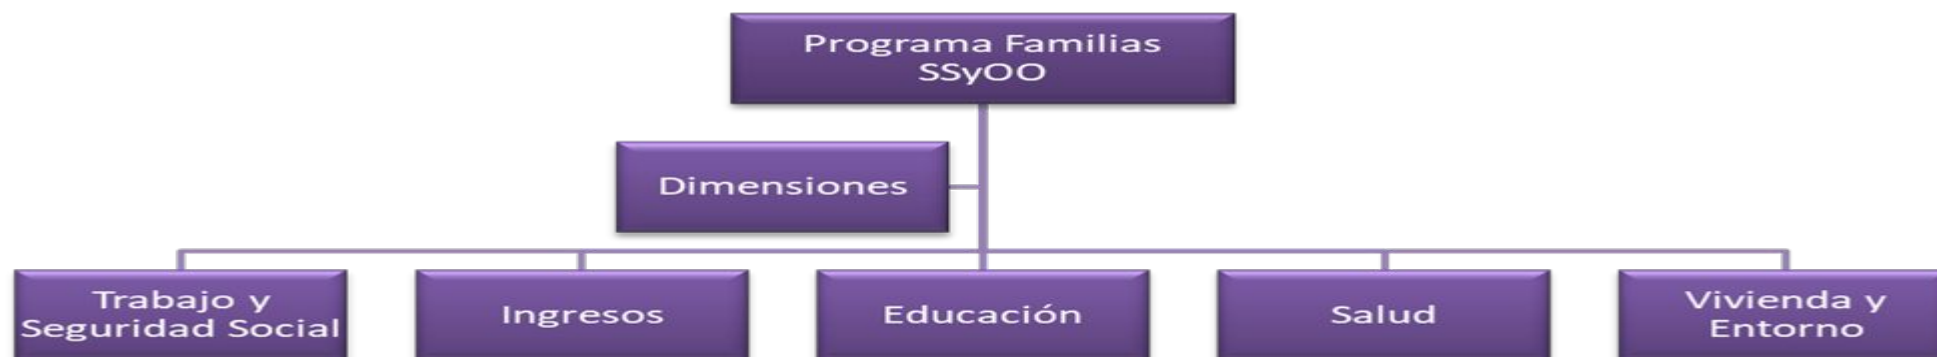 Programa Familias
SSyOO
Dimensiones
Trabajo y
Seguridad Social
Ingresos
Educación
Salud
Vivienda y
Entorno